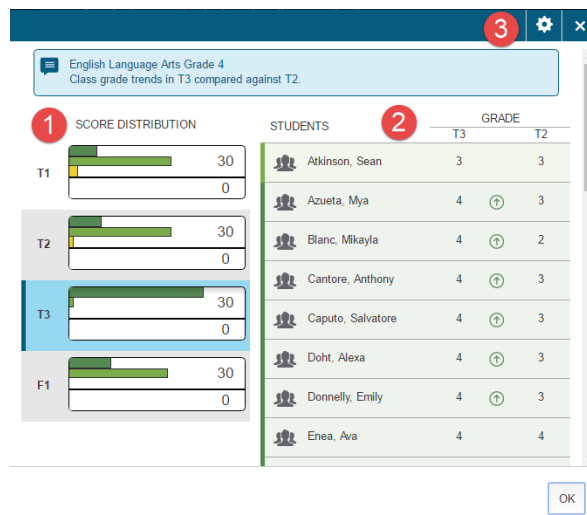 3
English Language Arts Grade 4
Class grade trends in T3 compared against T2.
1
SCORE DISTRIBUTION
T1
30
0
T2
30
0
T3
30
0
F1
30
0
2
STUDENTS
GRADE
T3 T2
Atkinson, Sean 3 3
Azueta, Mya 4 3
Blanc, Mikayla 4 2
Cantore, Anthony 4 3
Caputo, Salvatore 4 3
Doht, Alexa 4 3
Donnelly, Emily 4 3
Enea, Ava 4 4
OK